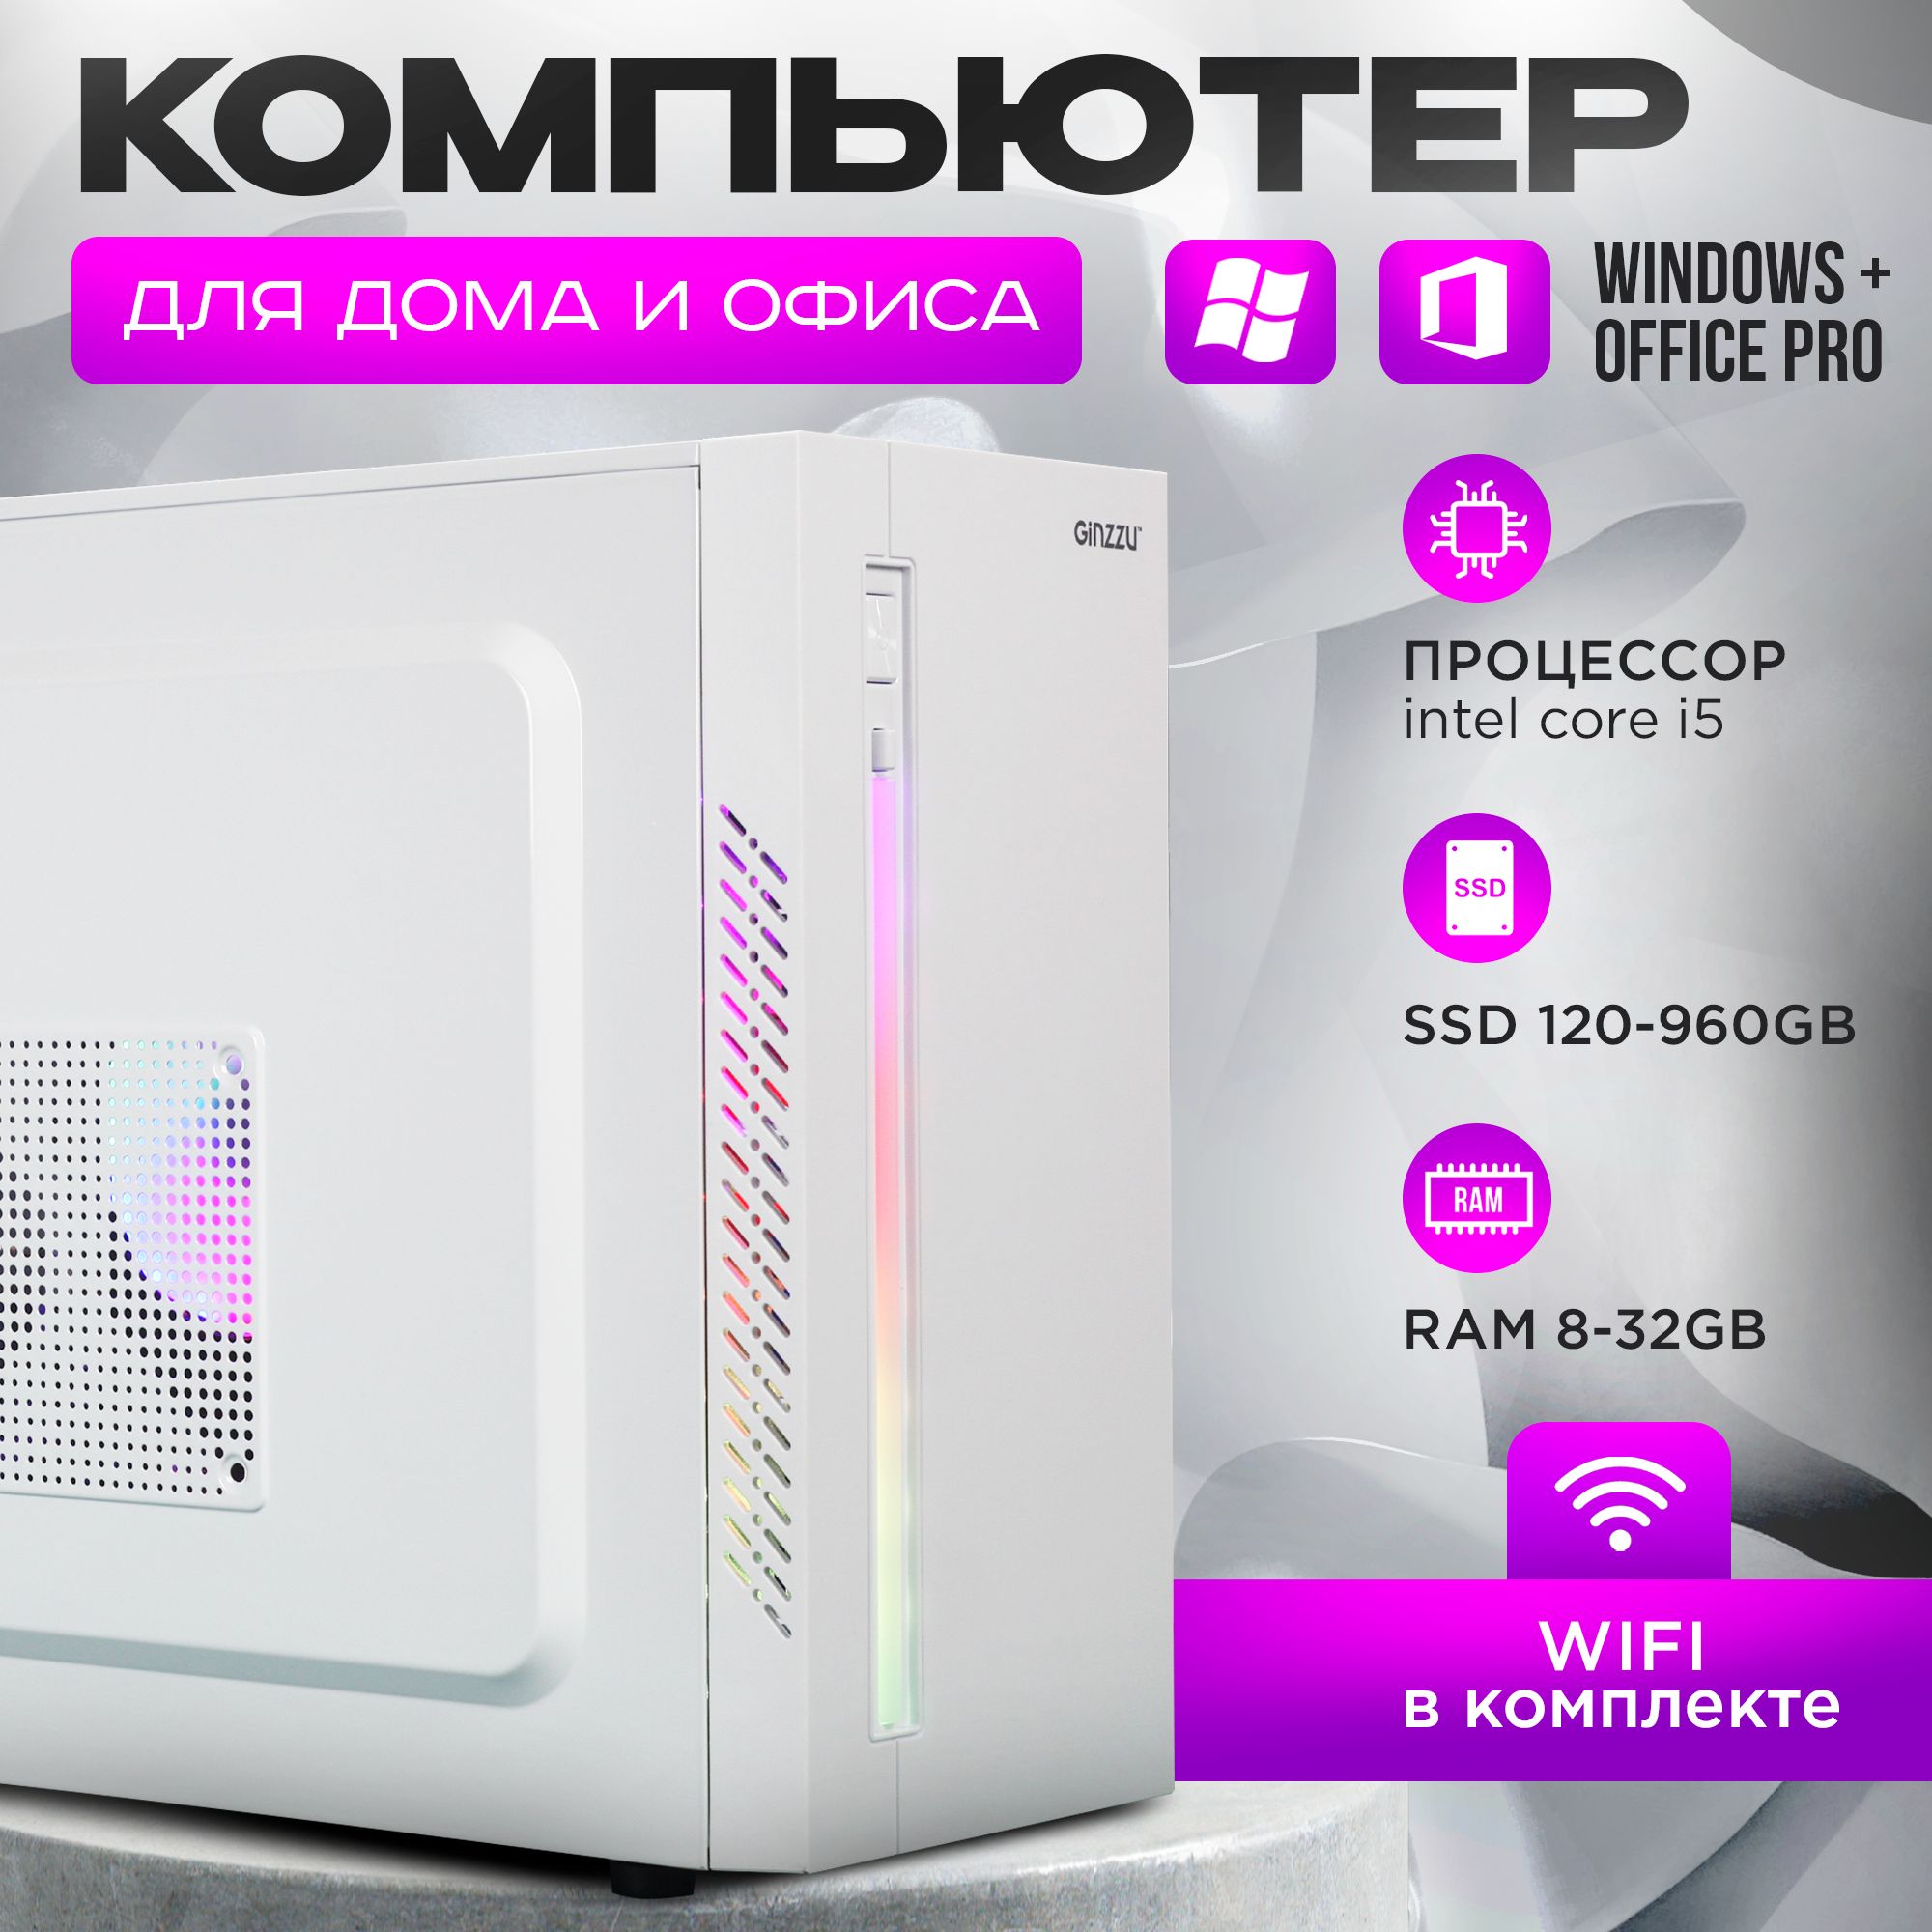 КОМПЬЮТЕР
ДЛЯ ДОМА И ОФИСА
WINDOWS +
OFFICE PRO
GiNZZU™
ПРОЦЕССОР
intel core i5
SSD
SSD 120-960GB
RAM
RAM 8-32GB
WIFI
в комплекте